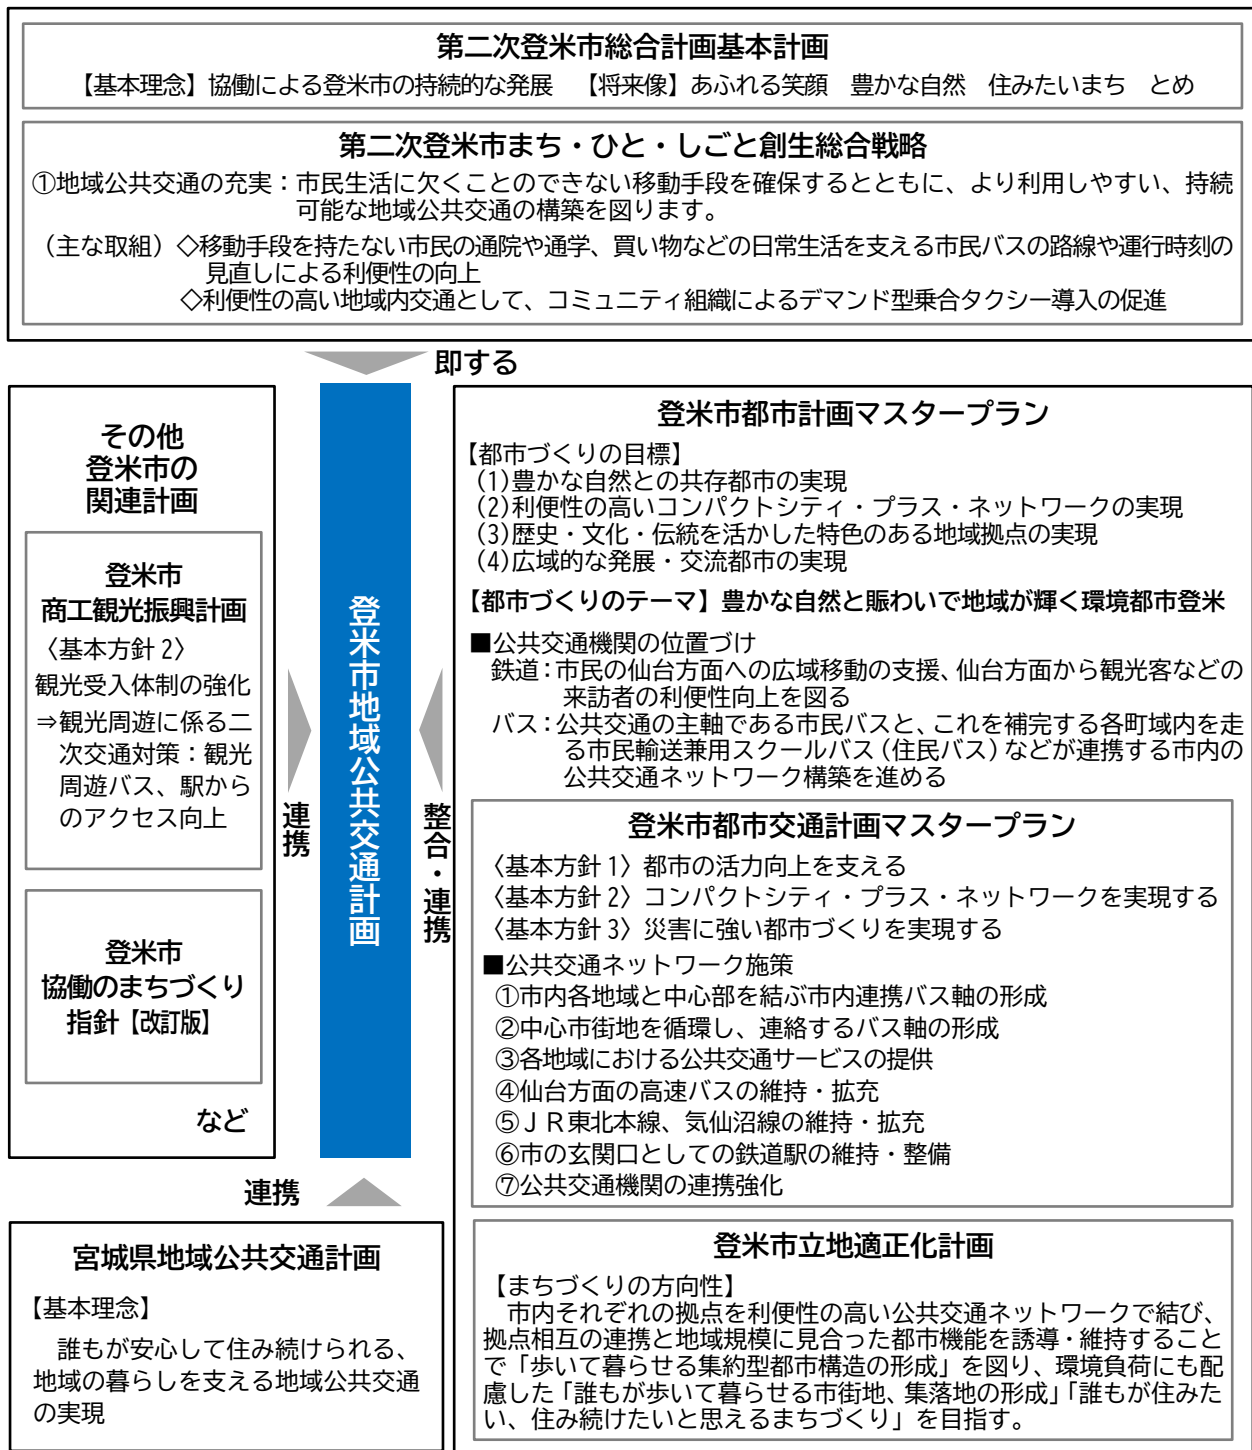 第二次登米市総合計画基本計画
【基本理念】協働による登米市の持続的な発展　【将来像】あふれる笑顔　豊かな自然　住みたいまち　とめ
第二次登米市まち・ひと・しごと創生総合戦略
①地域公共交通の充実：市民生活に欠くことのできない移動手段を確保するとともに、より利用しやすい、持続
可能な地域公共交通の構築を図ります。
（主な取組）◇移動手段を持たない市民の通院や通学、買い物などの日常生活を支える市民バスの路線や運行時刻の
見直しによる利便性の向上
◇利便性の高い地域内交通として、コミュニティ組織によるデマンド型乗合タクシー導入の促進
即する
その他
登米市の
関連計画
登米市
商工観光振興計画
〈基本方針 2〉
観光受入体制の強化
⇒観光周遊に係る二
次交通対策：観光
周遊バス、駅から
のアクセス向上
登米市
協働のまちづくり
指針【改訂版】
など
連携
登米市地域公共交通計画
整合・連携
連携
宮城県地域公共交通計画
【基本理念】
誰もが安心して住み続けられる、
地域の暮らしを支える地域公共交通
の実現
登米市都市計画マスタープラン
【都市づくりの目標】
(1)豊かな自然との共存都市の実現
(2)利便性の高いコンパクトシティ・プラス・ネットワークの実現
(3)歴史・文化・伝統を活かした特色のある地域拠点の実現
(4)広域的な発展・交流都市の実現
【都市づくりのテーマ】豊かな自然と賑わいで地域が輝く環境都市登米
■公共交通機関の位置づけ
鉄道：市民の仙台方面への広域移動の支援、仙台方面から観光客などの
来訪者の利便性向上を図る
バス：公共交通の主軸である市民バスと、これを補完する各町域内を走
る市民輸送兼用スクールバス（住民バス）などが連携する市内の
公共交通ネットワーク構築を進める
登米市都市交通計画マスタープラン
〈基本方針 1〉都市の活力向上を支える
〈基本方針 2〉コンパクトシティ・プラス・ネットワークを実現する
〈基本方針 3〉災害に強い都市づくりを実現する
■公共交通ネットワーク施策
①市内各地域と中心部を結ぶ市内連携バス軸の形成
②中心市街地を循環し、連絡するバス軸の形成
③各地域における公共交通サービスの提供
④仙台方面の高速バスの維持・拡充
⑤ＪＲ東北本線、気仙沼線の維持・拡充
⑥市の玄関口としての鉄道駅の維持・整備
⑦公共交通機関の連携強化
登米市立地適正化計画
【まちづくりの方向性】
市内それぞれの拠点を利便性の高い公共交通ネットワークで結び、
拠点相互の連携と地域規模に見合った都市機能を誘導・維持すること
で「歩いて暮らせる集約型都市構造の形成」を図り、環境負荷にも配
慮した「誰もが歩いて暮らせる市街地、集落地の形成」「誰もが住みた
い、住み続けたいと思えるまちづくり」を目指す。